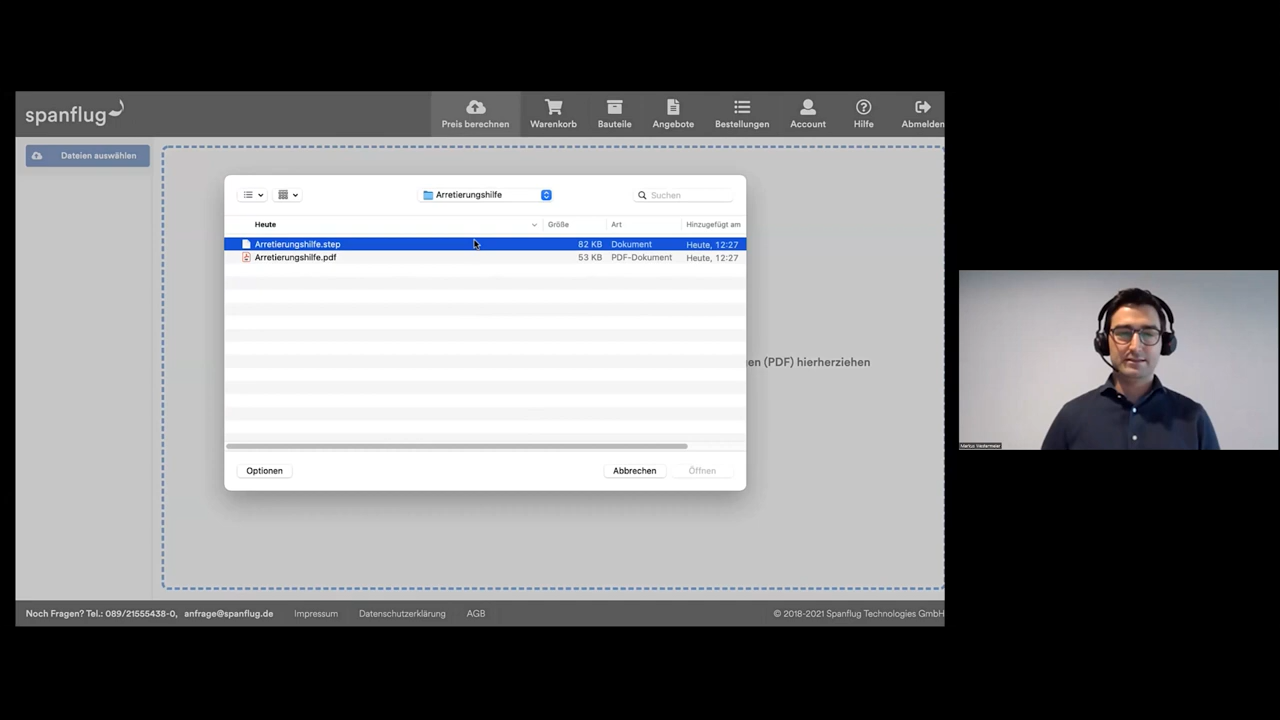 spanflug
Preis berechnen
Warenkorb
Bauteile
Angebote
Bestellungen
Account
Hilfe
Abmelden
Dateien auswählen
Arretierungshilfe
Suchen
Heute
Größe
Art
Hinzugefügt am
Arretierungshilfe.step 82 KB Dokument Heute, 12:27
Arretierungshilfe.pdf 53 KB PDF-Dokument Heute, 12:27
en (PDF) hierherziehen
Optionen
Abbrechen
Öffnen
Noch Fragen? Tel.: 089/21555438-0, anfrage@spanflug.de
Impressum
Datenschutzerklärung
AGB
© 2018-2021 Spanflug Technologies GmbH